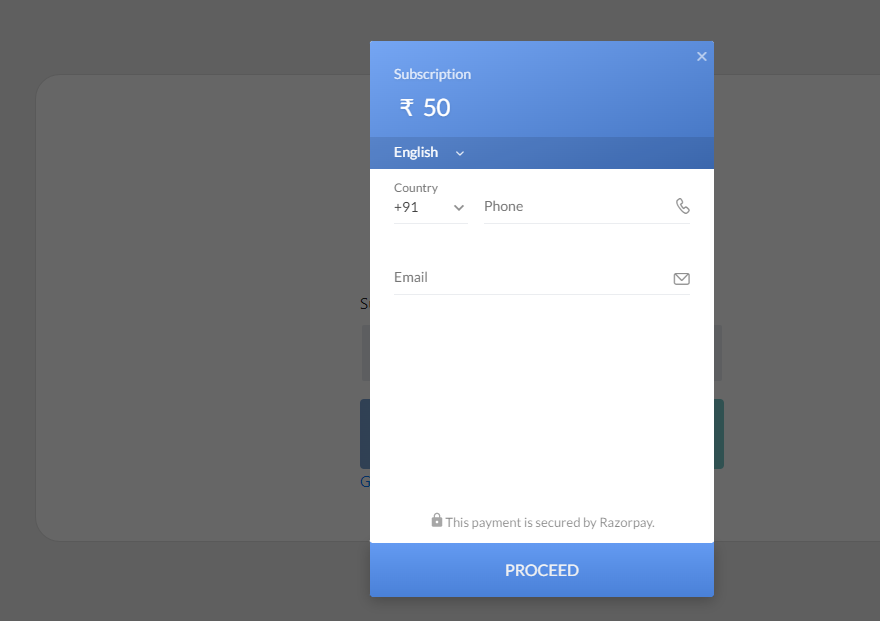 Subscription
₹ 50
English
Country
+91
Phone
Email
This payment is secured by Razorpay.
PROCEED